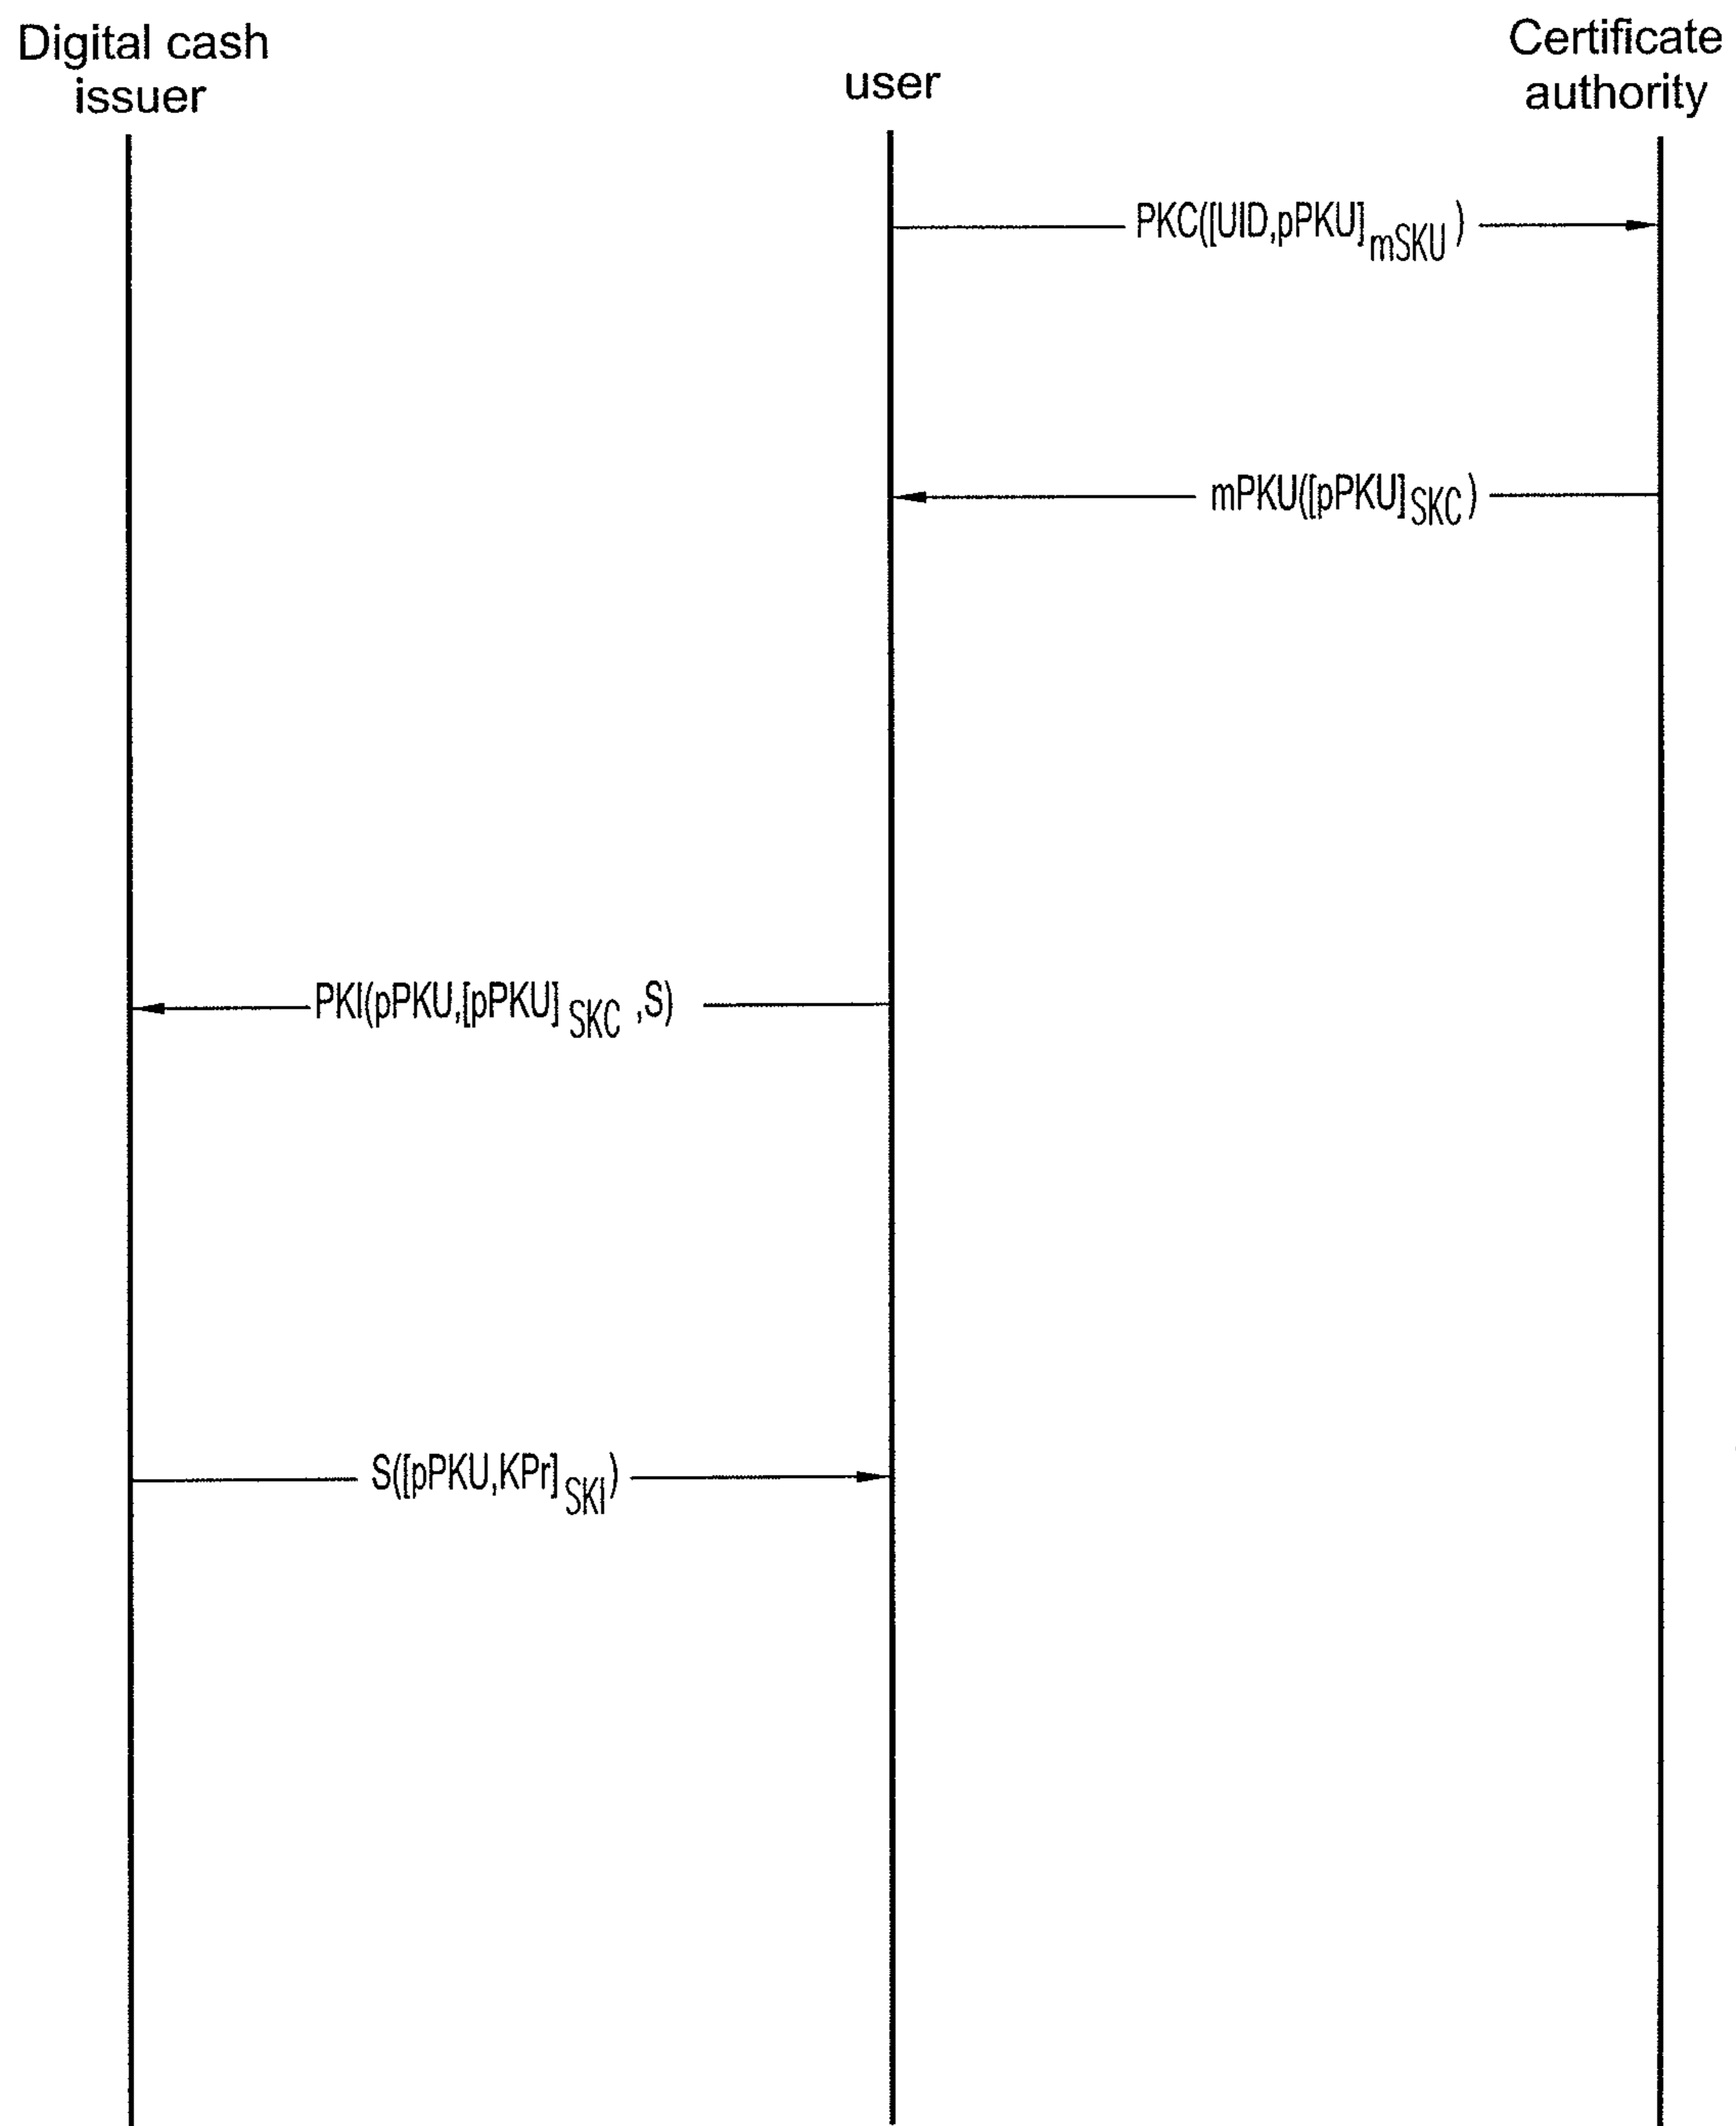 Digital cash
issuer
user
Certificate
authority
PKC([UID,pPKU]mSKU)
mPKU([pPKU]SKC)
PKI(pPKU,[pPKU]SKC ,S)
S([pPKU,KPr]SKI)